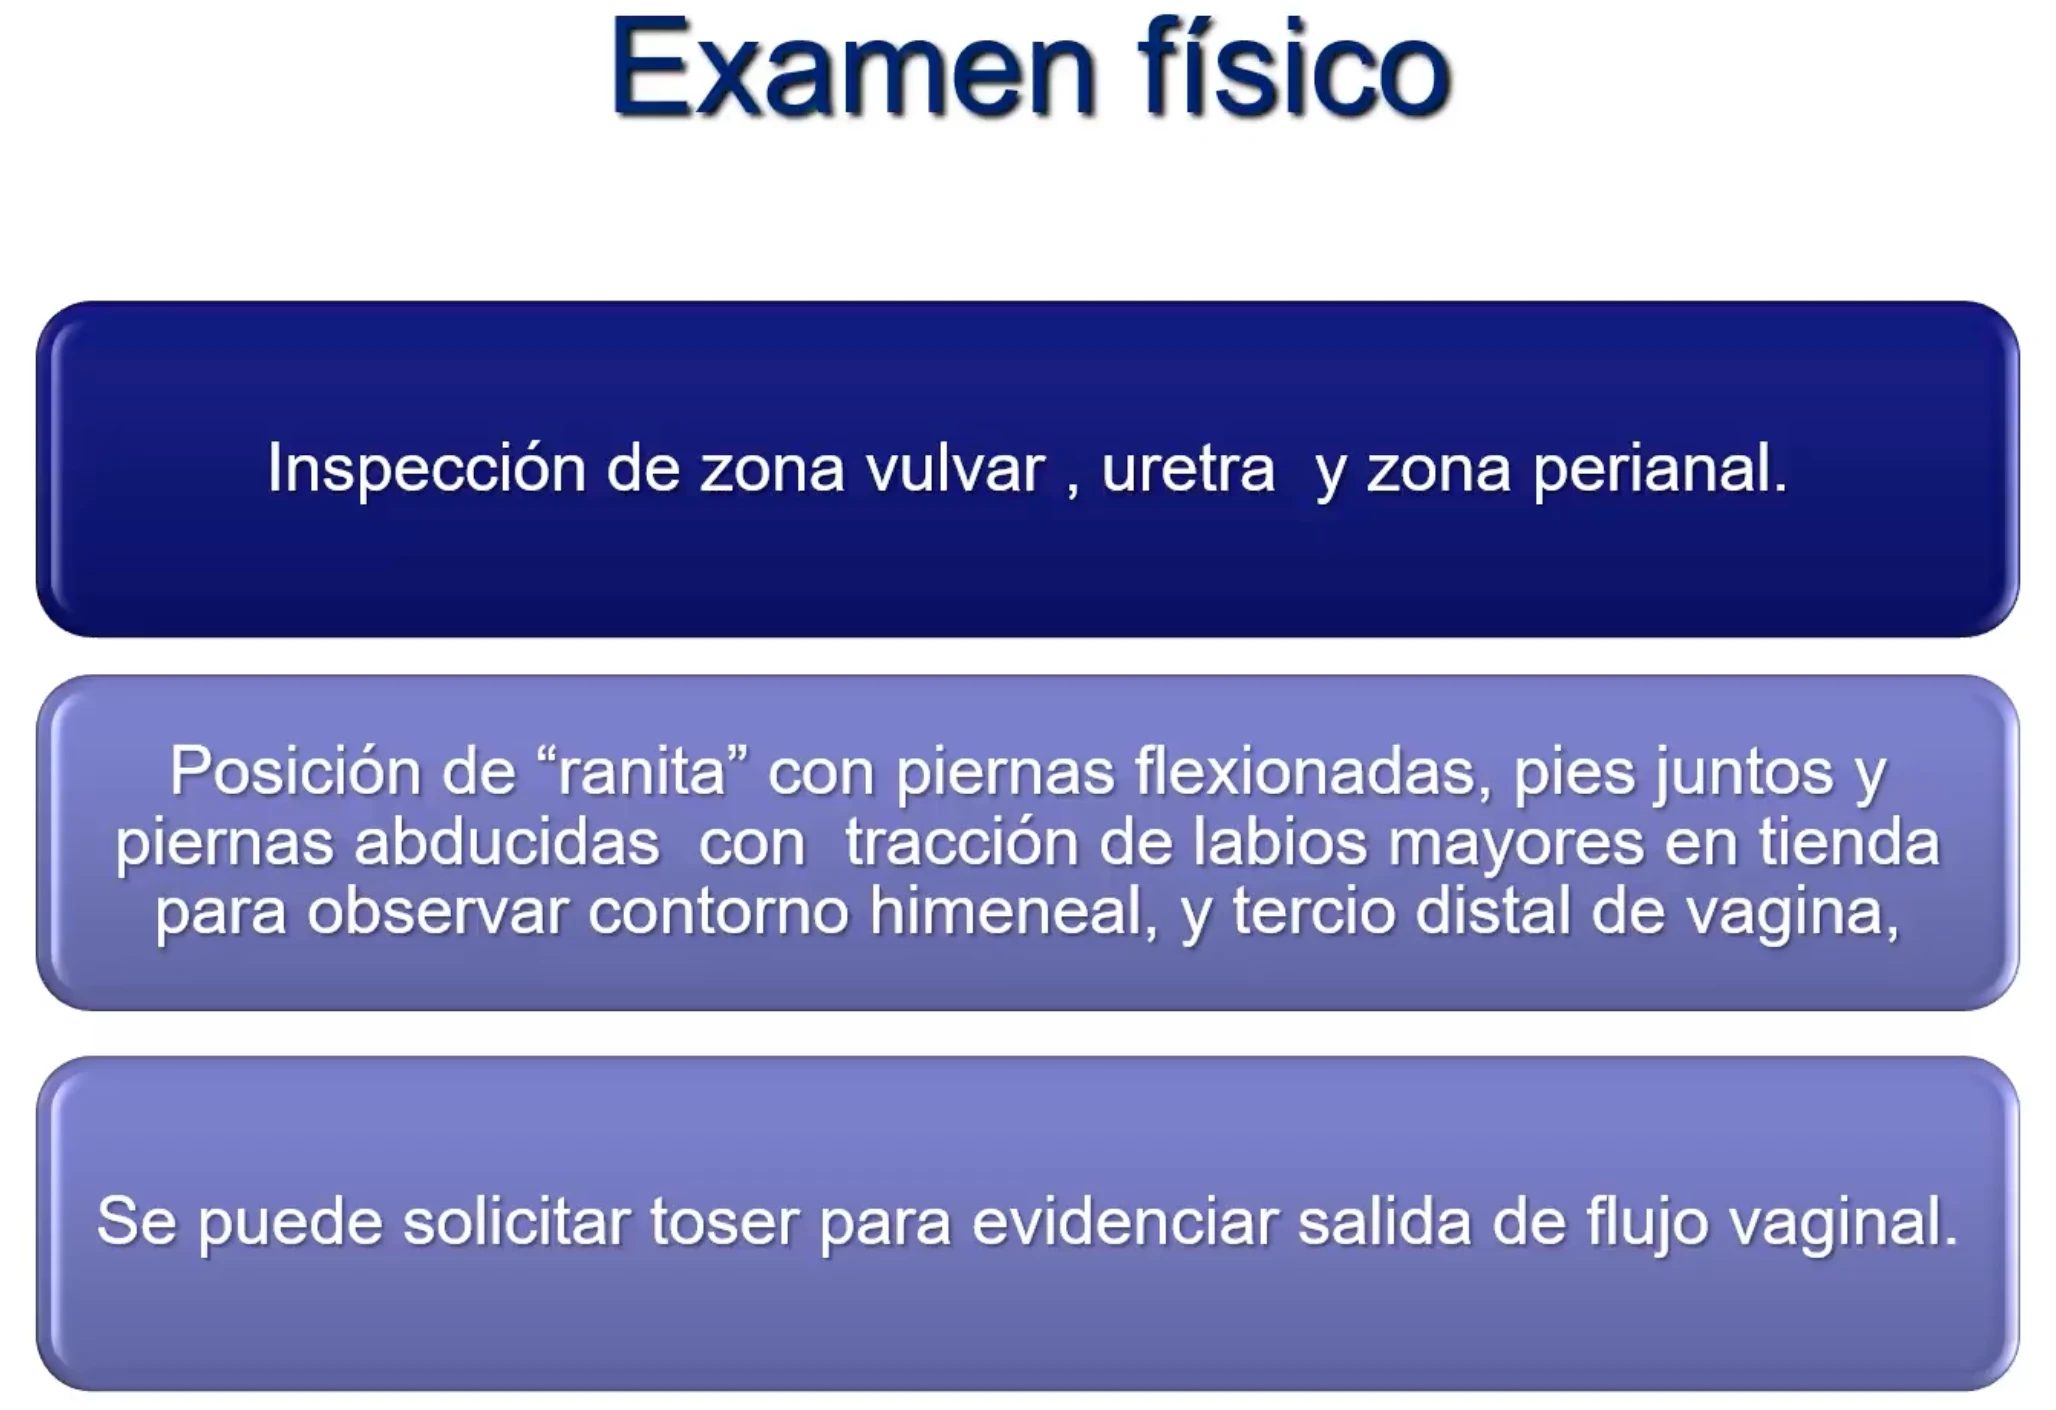 Examen físico
Inspección de zona vulvar , uretra  y zona perianal.
Posición de “ranita” con piernas flexionadas, pies juntos y
piernas abducidas  con  tracción de labios mayores en tienda
para observar contorno himeneal, y tercio distal de vagina,
Se puede solicitar toser para evidenciar salida de flujo vaginal.